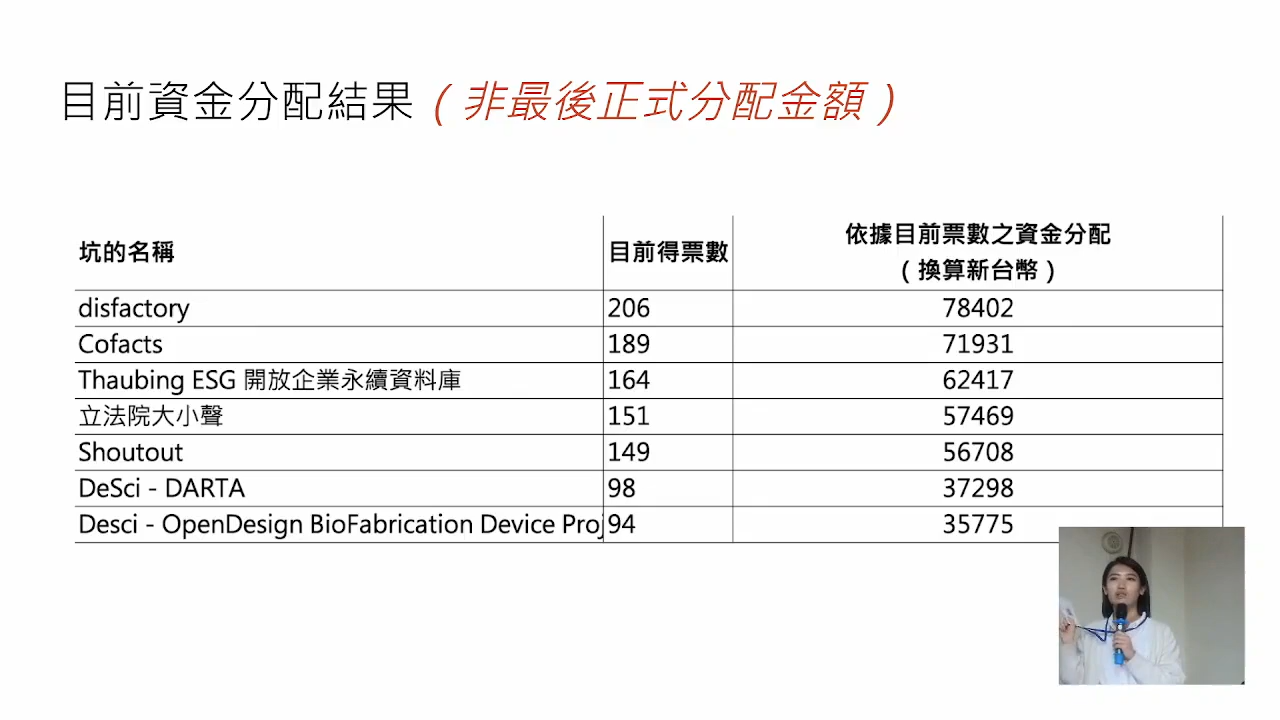 目前資金分配結果（非最後正式分配金額）
坑的名稱 目前得票數 依據目前票數之資金分配
（換算新台幣）
disfactory 206 78402
Cofacts 189 71931
Thaubing ESG 開放企業永續資料庫 164 62417
立法院大小聲 151 57469
Shoutout 149 56708
DeSci - DARTA 98 37298
Desci - OpenDesign BioFabrication Device Proj 94 35775